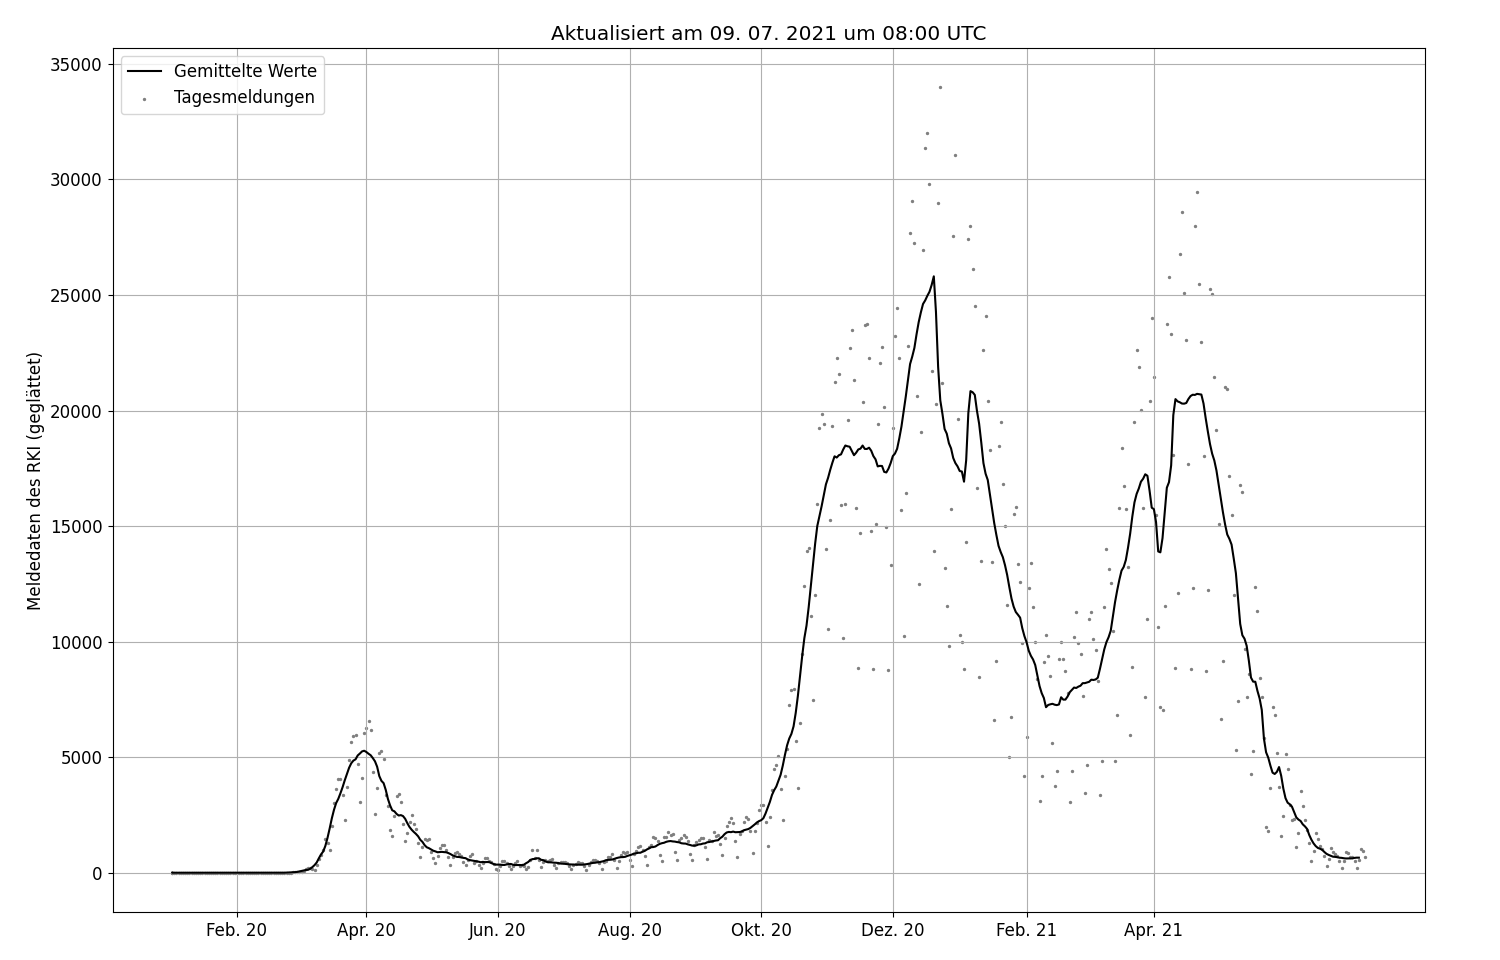 Aktualisiert am 09. 07. 2021 um 08:00 UTC
Gemittelte Werte
Tagesmeldungen
Meldedaten des RKI (geglättet)
35000
30000
25000
20000
15000
10000
5000
0
Feb. 20 Apr. 20 Jun. 20 Aug. 20 Okt. 20 Dez. 20 Feb. 21 Apr. 21